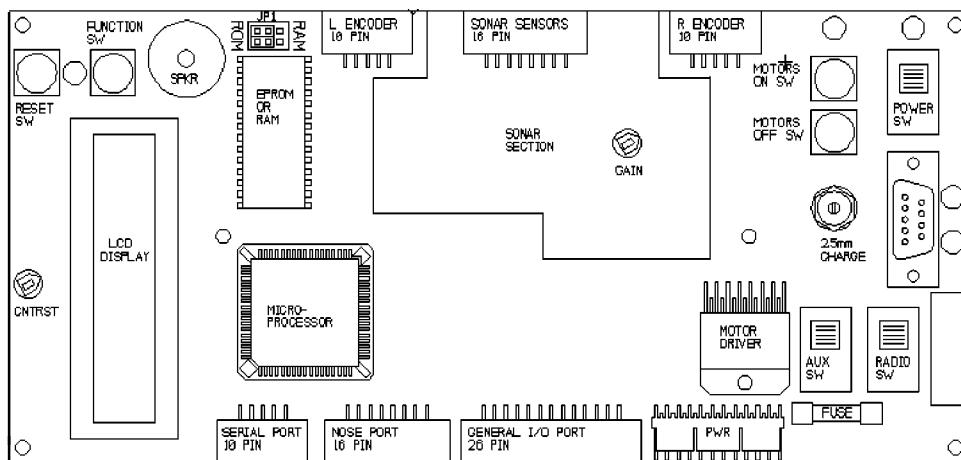 JP1
ROM
RAM
FUNCTION
SW
L ENCODER
10 PIN
SONAR SENSORS
16 PIN
R ENCODER
10 PIN
SPKR
RESET
SW
EPROM
OR
RAM
SONAR
SECTION
GAIN
MOTORS
ON SW
MOTORS
OFF SW
POWER
SW
LCD
DISPLAY
CNTRST
MICRO-
PROCESSOR
2.5mm
CHARGE
MOTOR
DRIVER
AUX
SW
RADIO
SW
SERIAL PORT
10 PIN
NOSE PORT
16 PIN
GENERAL I/O PORT
26 PIN
PWR
FUSE